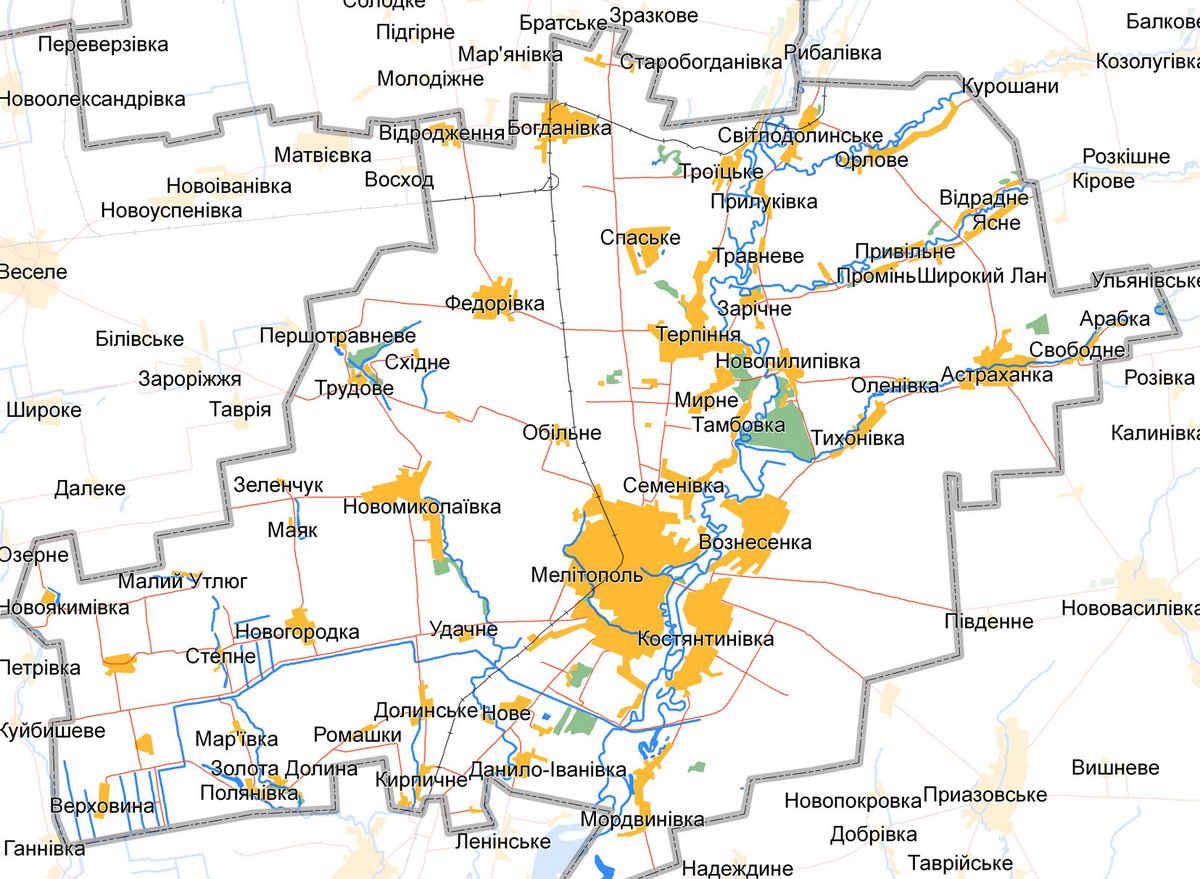 Солодке
Зразкове
Братське
Балкове
Підгірне
Переверзівка
Мар'янівка
Рибалівка
Старобогданівка
Козолугівка
Молодіжне
Курошани
Новоолександрівка
Відродження
Богданівка
Світлодолинське
Матвієвка
Орлове
Розкішне
Троїцьке
Восход
Кірове
Новоіванівка
Відрадне
Прилуківка
Новоуспенівка
Ясне
Спаське
Привільне
Травневе
Веселе
Промінь
Широкий Лан
Ульянівське
Федорівка
Зарічне
Арабка
Першотравневе
Терпіння
Білівське
Свободне
Східне
Новопилипівка
Зароріжжя
Астраханка
Розівка
Трудове
Оленівка
Мирне
Широке
Таврія
Тамбовка
Обільне
Калинівка
Тихонівка
Зеленчук
Семенівка
Далеке
Новомиколаївка
Маяк
Вознесенка
Озерне
Мелітополь
Малий Утлюг
Новоякимівка
Нововасилівка
Південне
Новогородка
Удачне
Костянтинівка
Степне
Петрівка
Долинське
Нове
Куйбишеве
Ромашки
Мар'ївка
Золота Долина
Данило-Іванівка
Вишневе
Кирпичне
Полянівка
Приазовське
Верховина
Новопокровка
Мордвинівка
Добрівка
Ленінське
Ганнівка
Таврійське
Надеждине